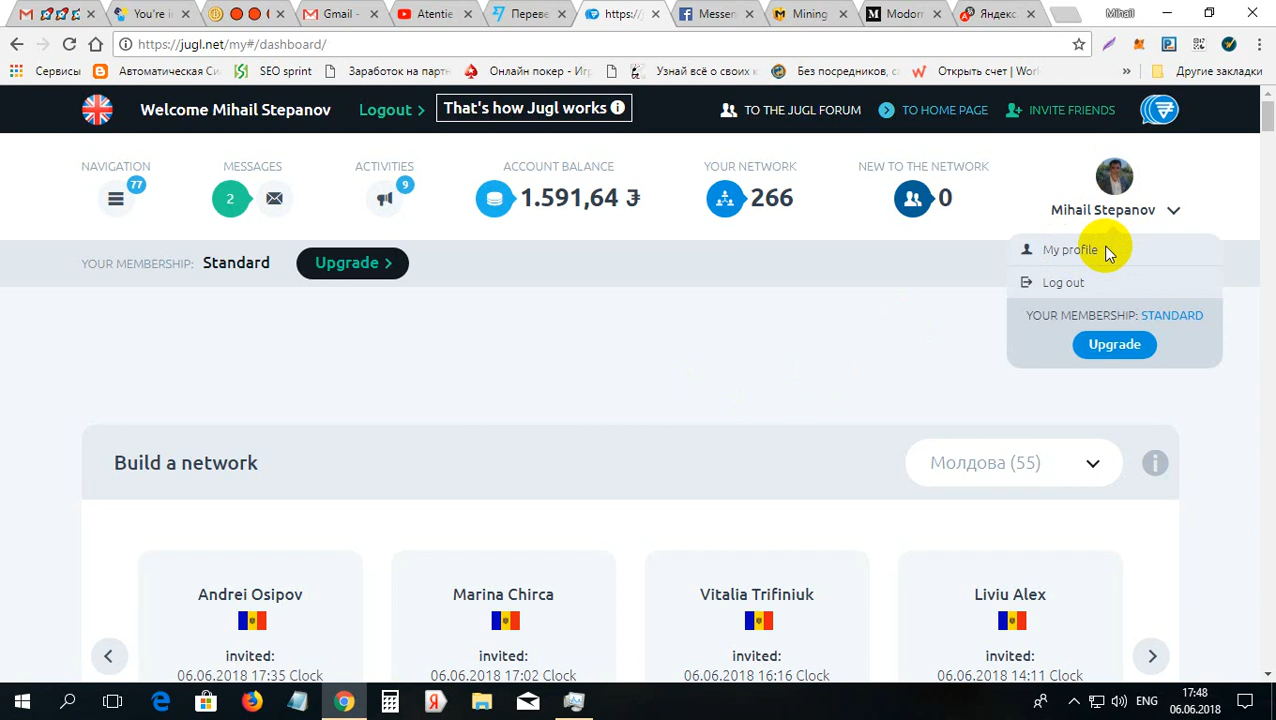 You're in
Gmail -
Atentie
Переве
https://j
Messen
Mining
Modorn
Яндекс.
Mihail
https://jugl.net/my#/dashboard/
Сервисы
Автоматическая Си
SEO sprint
Заработок на партн
Онлайн покер - Игр
Узнай всю о своих к
Без посредников, са
Открыть счет | Worl
»
Другие закладки
Welcome Mihail Stepanov
Logout
That's how Jugl works
TO THE JUGL FORUM
TO HOME PAGE
INVITE FRIENDS
NAVIGATION
MESSAGES
ACTIVITIES
ACCOUNT BALANCE
YOUR NETWORK
NEW TO THE NETWORK
77
2
9
1.591,64
266
0
Mihail Stepanov
YOUR MEMBERSHIP: Standard
Upgrade
My profile
Log out
YOUR MEMBERSHIP: STANDARD
Upgrade
Build a network
Молдова (55)
Andrei Osipov
invited:
06.06.2018 17:35 Clock
Marina Chirca
invited:
06.06.2018 17:02 Clock
Vitalia Trifiniuk
invited:
06.06.2018 16:16 Clock
Liviu Alex
invited:
06.06.2018 14:11 Clock
ENG
17:48
06.06.2018